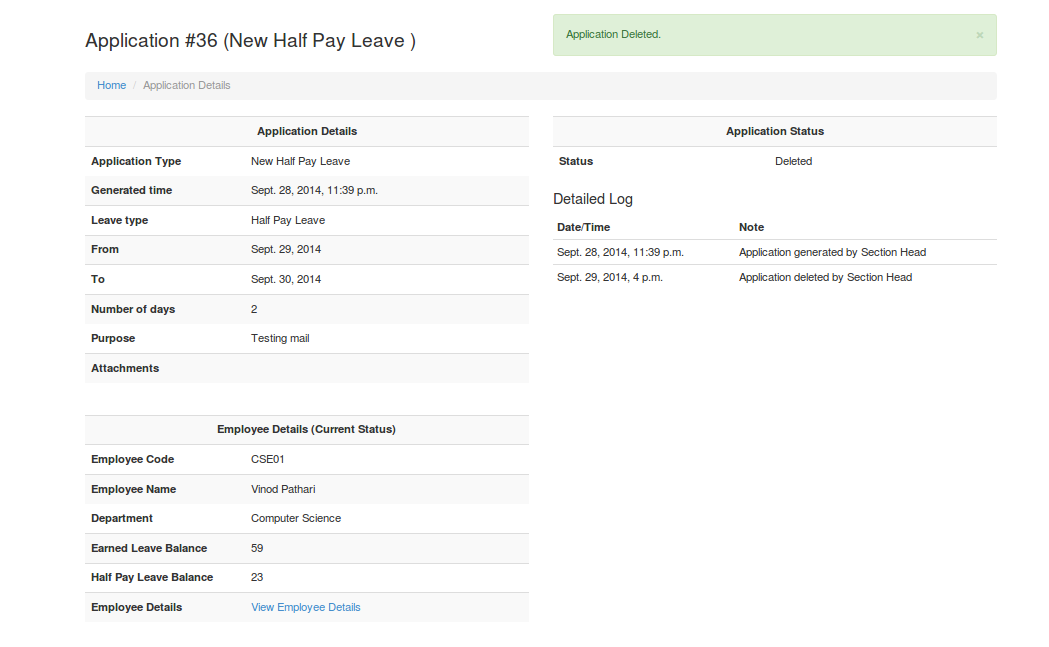 Application #36 (New Half Pay Leave )
Application Deleted.
×
Home / Application Details
Application Details
Application Type New Half Pay Leave
Generated time Sept. 28, 2014, 11:39 p.m.
Leave type Half Pay Leave
From Sept. 29, 2014
To Sept. 30, 2014
Number of days 2
Purpose Testing mail
Attachments
Employee Details (Current Status)
Employee Code CSE01
Employee Name Vinod Pathari
Department Computer Science
Earned Leave Balance 59
Half Pay Leave Balance 23
Employee Details View Employee Details
Application Status
Status Deleted
Detailed Log
Date/Time Note
Sept. 28, 2014, 11:39 p.m. Application generated by Section Head
Sept. 29, 2014, 4 p.m. Application deleted by Section Head